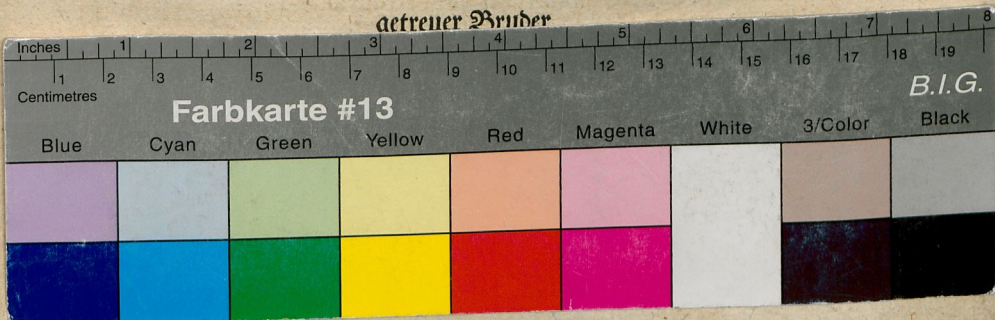 getreuer Bruder
Inches 1 2 3 4 5 6 7 8
1 2 3 4 5 6 7 8 9 10 11 12 13 14 15 16 17 18 19
Centimetres
Farbkarte #13
B.I.G.
Blue Cyan Green Yellow Red Magenta White 3/Color Black